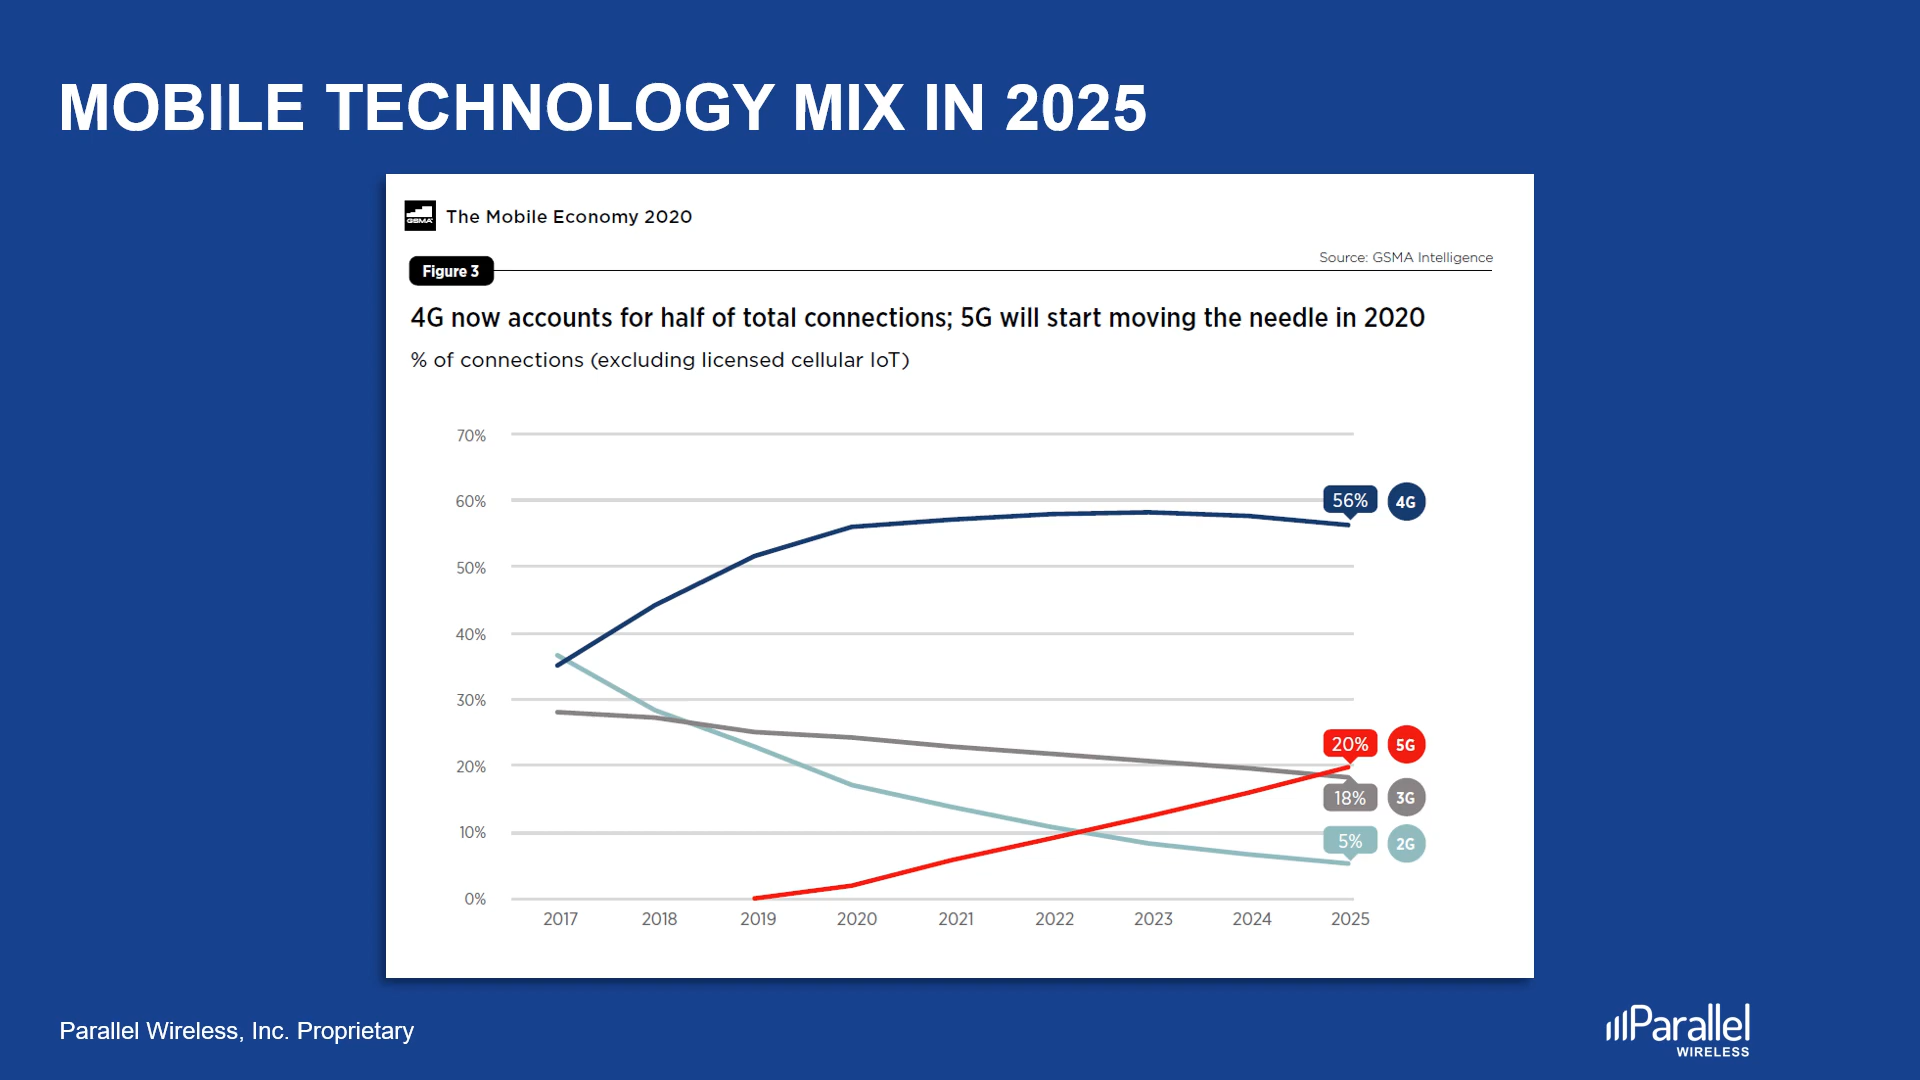 MOBILE TECHNOLOGY MIX IN 2025
GSMA
The Mobile Economy 2020
Source: GSMA Intelligence
Figure 3
4G now accounts for half of total connections; 5G will start moving the needle in 2020
% of connections (excluding licensed cellular IoT)
70%
60%
50%
40%
30%
20%
10%
0%
56% 4G
20% 5G
18% 3G
5% 2G
2017 2018 2019 2020 2021 2022 2023 2024 2025
Parallel Wireless, Inc. Proprietary
Parallel
WIRELESS